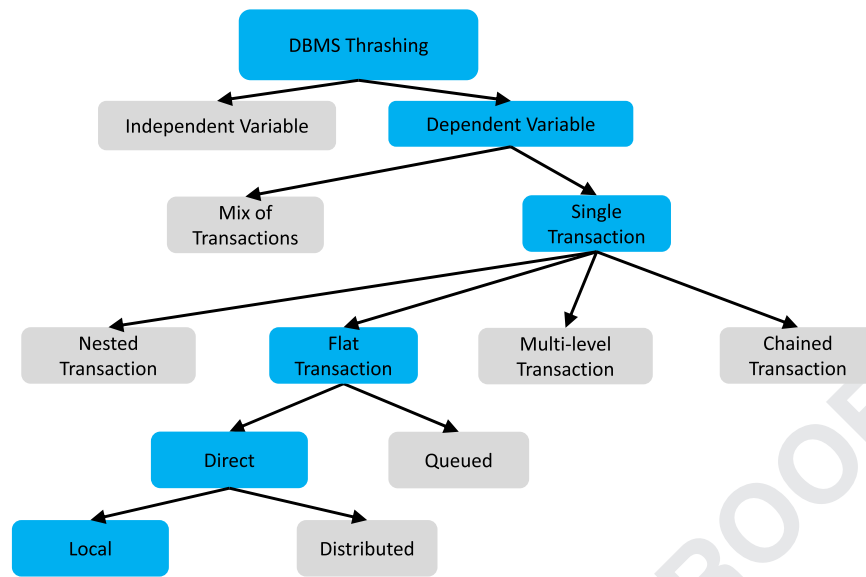 DBMS Thrashing
Independent Variable
Dependent Variable
Mix of
Transactions
Single
Transaction
Nested
Transaction
Flat
Transaction
Multi-level
Transaction
Chained
Transaction
Direct
Queued
Local
Distributed